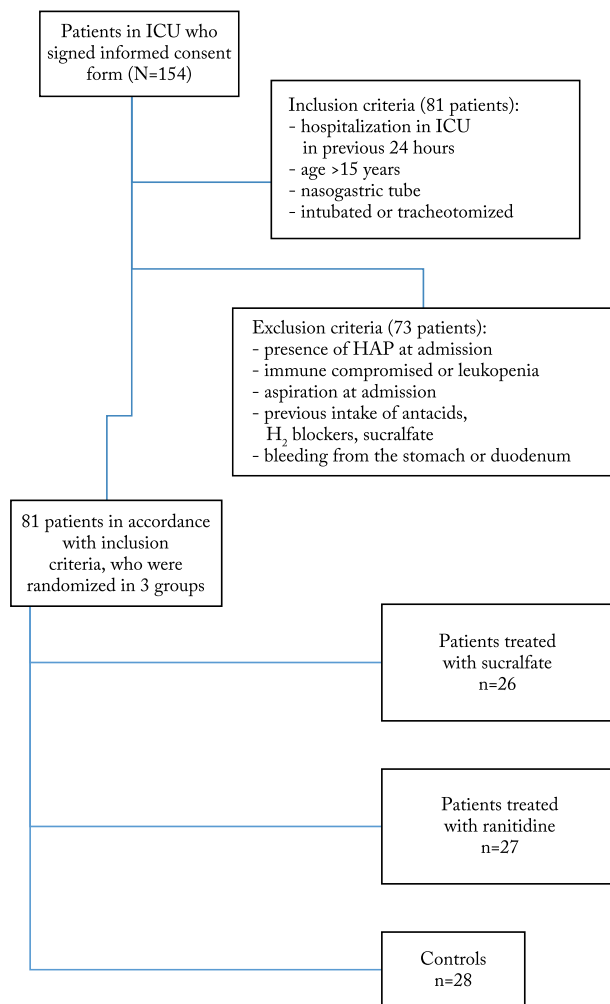 Patients in ICU who
signed informed consent
form (N=154)
Inclusion criteria (81 patients):
- hospitalization in ICU
in previous 24 hours
- age >15 years
- nasogastric tube
- intubated or tracheotomized
Exclusion criteria (73 patients):
- presence of HAP at admission
- immune compromised or leukopenia
- aspiration at admission
- previous intake of antacids,
H₂ blockers, sucralfate
- bleeding from the stomach or duodenum
81 patients in accordance
with inclusion
criteria, who were
randomized in 3 groups
Patients treated
with sucralfate
n=26
Patients treated
with ranitidine
n=27
Controls
n=28